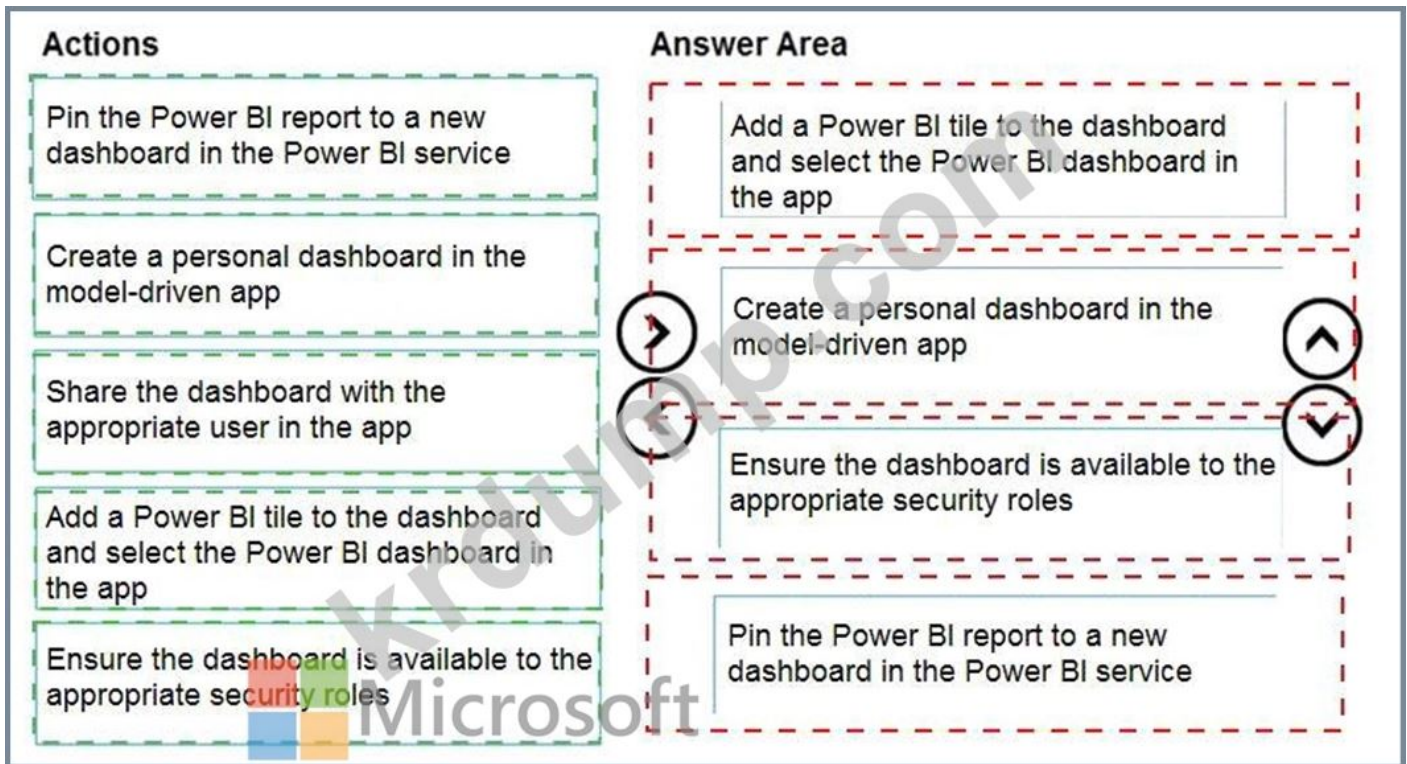 Actions
Pin the Power BI report to a new
dashboard in the Power BI service
Create a personal dashboard in the
model-driven app
Share the dashboard with the
appropriate user in the app
Add a Power BI tile to the dashboard
and select the Power BI dashboard in
the app
Ensure the dashboard is available to the
appropriate security roles
Answer Area
Add a Power BI tile to the dashboard
and select the Power BI dashboard in
the app
Create a personal dashboard in the
model-driven app
Ensure the dashboard is available to the
appropriate security roles
Pin the Power BI report to a new
dashboard in the Power BI service
krdump.com
Microsoft